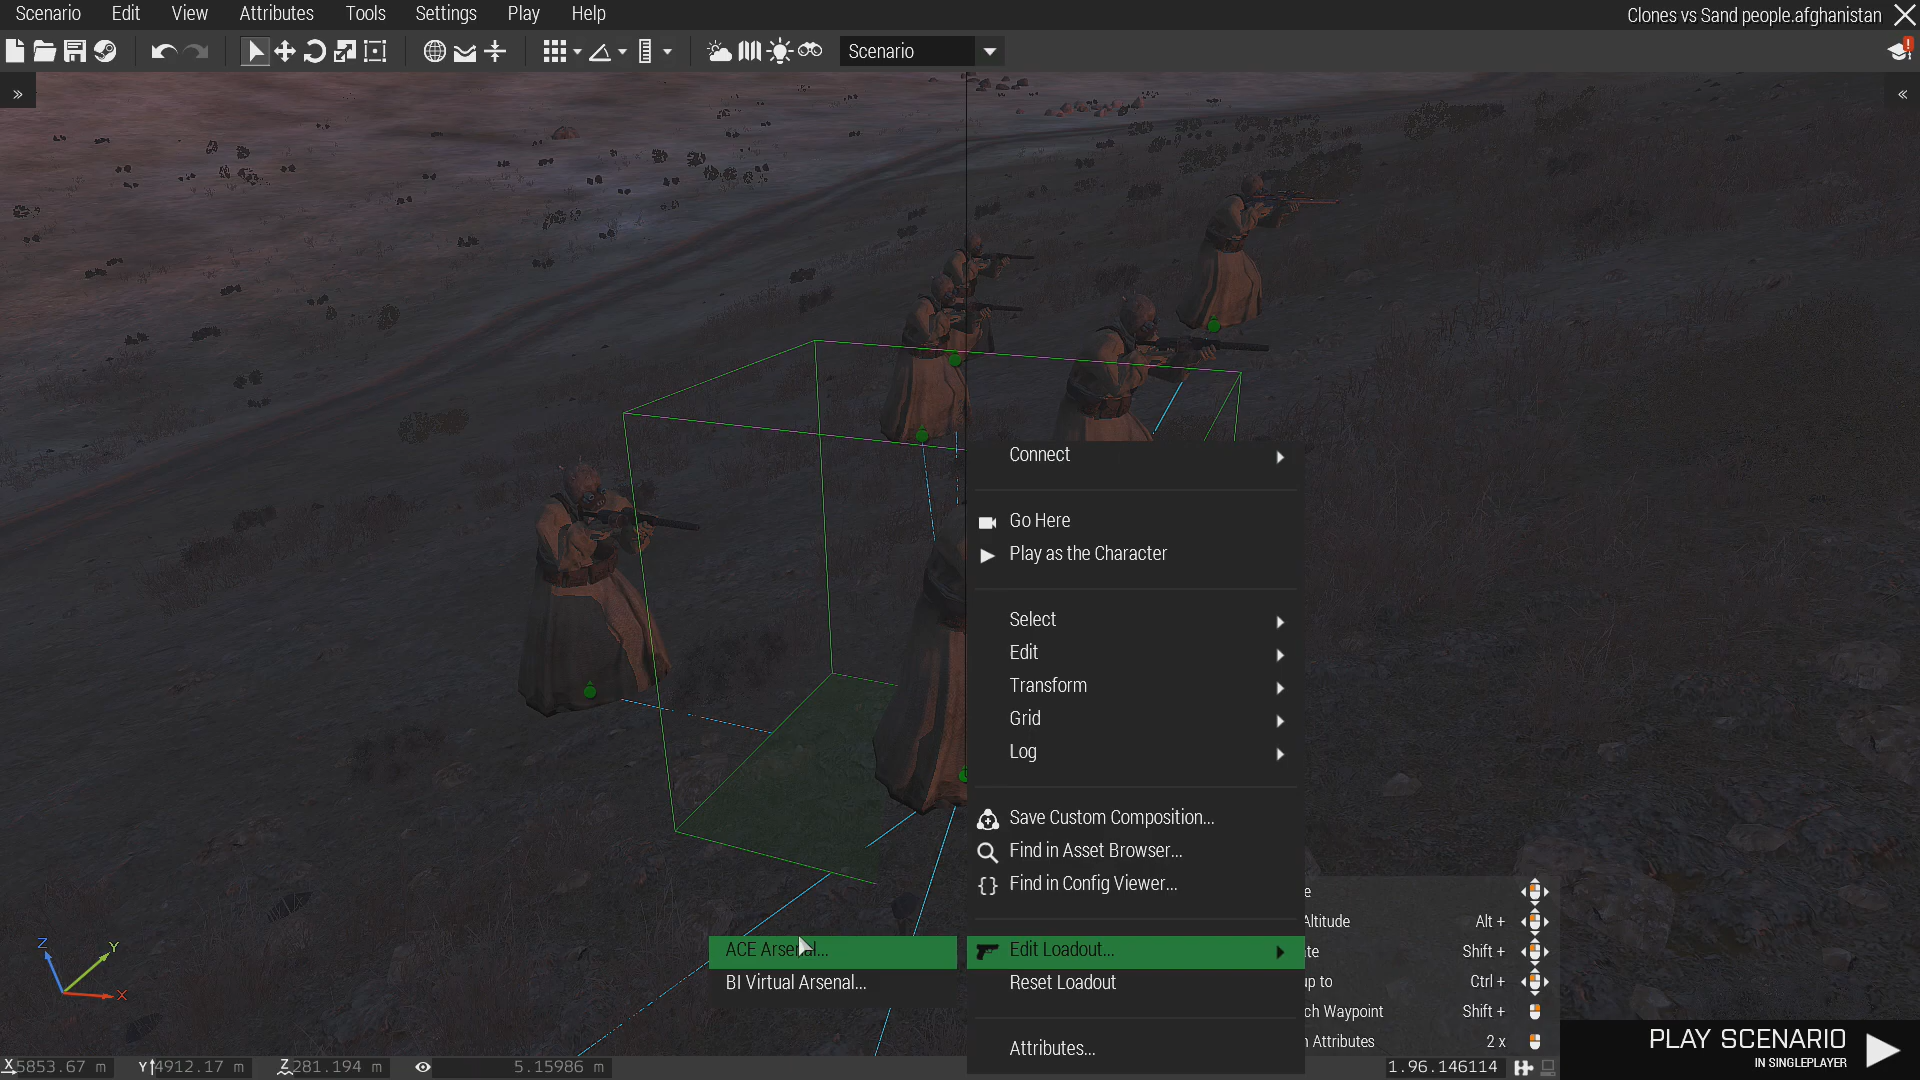 Scenario Edit View Attributes Tools Settings Play Help
Clones vs Sand people.afghanistan
Scenario
Connect
Go Here
Play as the Character
Select
Edit
Transform
Grid
Log
Save Custom Composition...
Find in Asset Browser...
Find in Config Viewer...
Edit Loadout...
ACE Arsenal...
BI Virtual Arsenal...
Reset Loadout
Attributes...
Altitude Alt +
Shift +
up to Ctrl +
Waypoint Shift +
Attributes 2 x
Z Y X
X 5853.67 m Y 4912.17 m Z 281.194 m 5.15986 m
1.96.146114
PLAY SCENARIO
IN SINGLEPLAYER